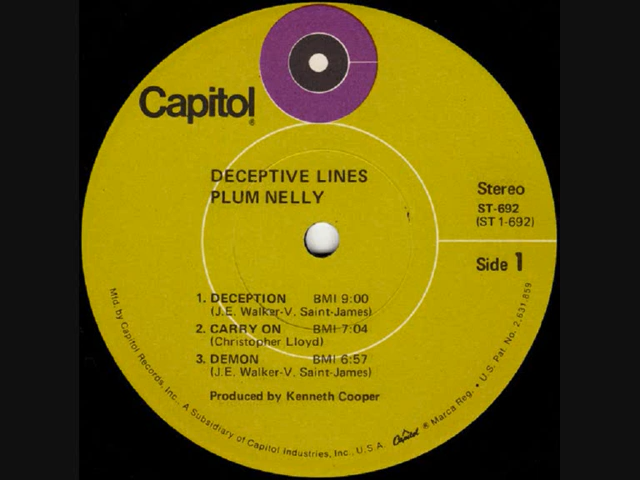 Capitol®
DECEPTIVE LINES
PLUM NELLY
Stereo
ST-692
(ST 1-692)
Side 1
1. DECEPTION BMI 9:00
(J.E. Walker-V. Saint-James)
2. CARRY ON BMI 7:04
(Christopher Lloyd)
3. DEMON BMI 6:57
(J.E. Walker-V. Saint-James)
Produced by Kenneth Cooper
Mfd. by Capitol Records, Inc., A Subsidiary of Capitol Industries, Inc., U.S.A. Capitol ® Marca Reg. • U.S. Pat. No. 2,631,859